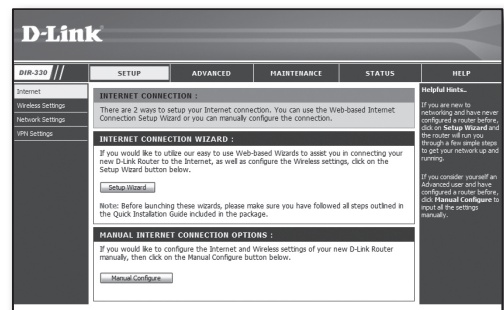 D-Link
DIR-330
SETUP
ADVANCED
MAINTENANCE
STATUS
HELP
Internet
Wireless Settings
Network Settings
VPN Settings
INTERNET CONNECTION :
There are 2 ways to setup your Internet connection. You can use the Web-based Internet
Connection Setup Wizard or you can manually configure the connection.
INTERNET CONNECTION WIZARD :
If you would like to utilize our easy to use Web-based Wizards to assist you in connecting your
new D-Link Router to the Internet, as well as configure the Wireless settings, click on the
Setup Wizard button below.
Setup Wizard
Note: Before launching these wizards, please make sure you have followed all steps outlined in
the Quick Installation Guide included in the package.
MANUAL INTERNET CONNECTION OPTIONS :
If you would like to configure the Internet and Wireless settings of your new D-Link Router
manually, then click on the Manual Configure button below.
Manual Configure
Helpful Hints..
If you are new to
networking and have never
configured a router before,
click on Setup Wizard and
the router will run you
through a few simple steps
to get your network up and
running.
If you consider yourself an
Advanced user and have
configured a router before,
click Manual Configure to
input all the settings
manually.